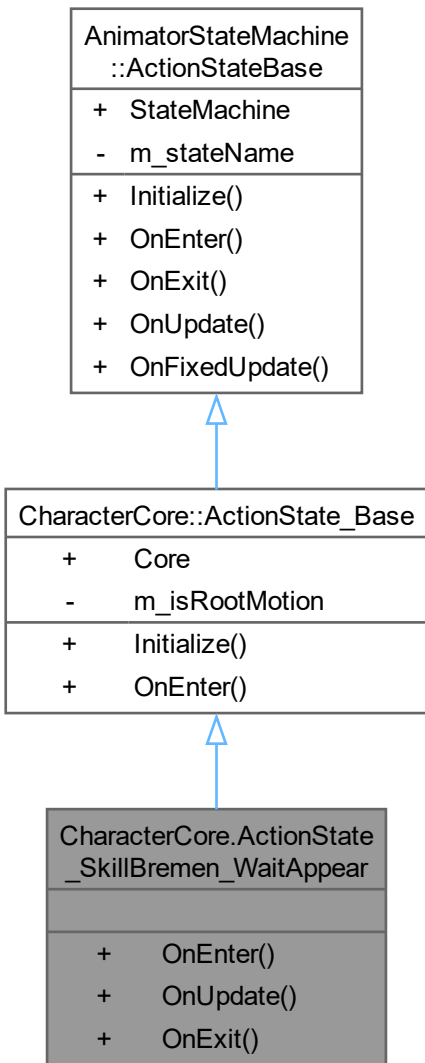 AnimatorStateMachine
::ActionStateBase
+ StateMachine
- m_stateName
+ Initialize()
+ OnEnter()
+ OnExit()
+ OnUpdate()
+ OnFixedUpdate()
CharacterCore::ActionState_Base
+ Core
- m_isRootMotion
+ Initialize()
+ OnEnter()
CharacterCore.ActionState
_SkillBremen_WaitAppear
+ OnEnter()
+ OnUpdate()
+ OnExit()